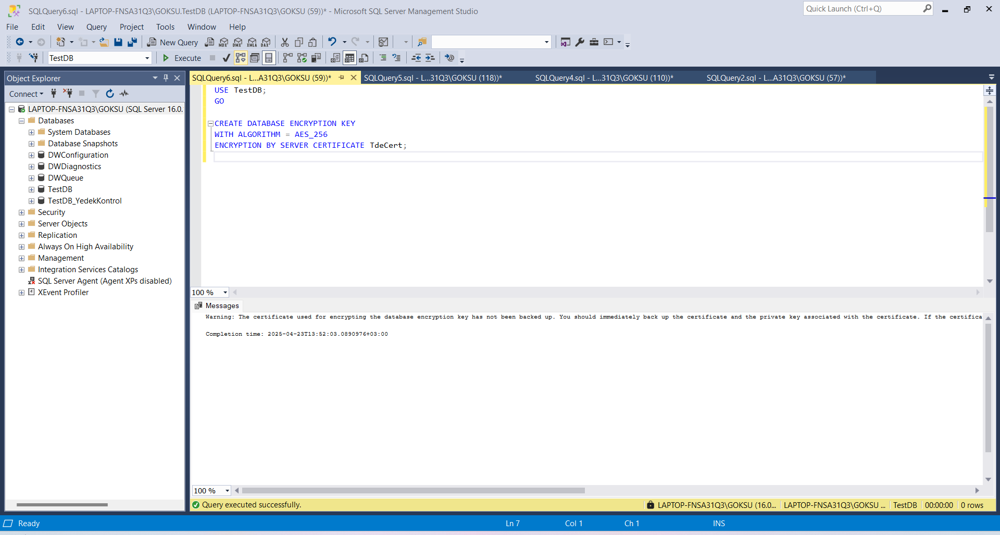 SQLQuery6.sql - LAPTOP-FNSA31Q3\GOKSU.TestDB (LAPTOP-FNSA31Q3\GOKSU (59))* - Microsoft SQL Server Management Studio
Quick Launch (Ctrl+Q)
File Edit View Query Project Tools Window Help
New Query MDX DMX XMLA DAX
TestDB Execute
Object Explorer
Connect
LAPTOP-FNSA31Q3\GOKSU (SQL Server 16.0.
Databases
System Databases
Database Snapshots
DWConfiguration
DWDiagnostics
DWQueue
TestDB
TestDB_YedekKontrol
Security
Server Objects
Replication
Always On High Availability
Management
Integration Services Catalogs
SQL Server Agent (Agent XPs disabled)
XEvent Profiler
SQLQuery6.sql - L...A31Q3\GOKSU (59))* SQLQuery5.sql - L...31Q3\GOKSU (118))* SQLQuery4.sql - L...31Q3\GOKSU (110))* SQLQuery2.sql - L...A31Q3\GOKSU (57))*
USE TestDB;
GO
CREATE DATABASE ENCRYPTION KEY
WITH ALGORITHM = AES_256
ENCRYPTION BY SERVER CERTIFICATE TdeCert;
100 %
Messages
Warning: The certificate used for encrypting the database encryption key has not been backed up. You should immediately back up the certificate and the private key associated with the certificate. If the certifica
Completion time: 2025-04-23T13:52:03.0890976+03:00
100 %
Query executed successfully. LAPTOP-FNSA31Q3\GOKSU (16.0... LAPTOP-FNSA31Q3\GOKSU ... TestDB 00:00:00 0 rows
Ready Ln 7 Col 1 Ch 1 INS